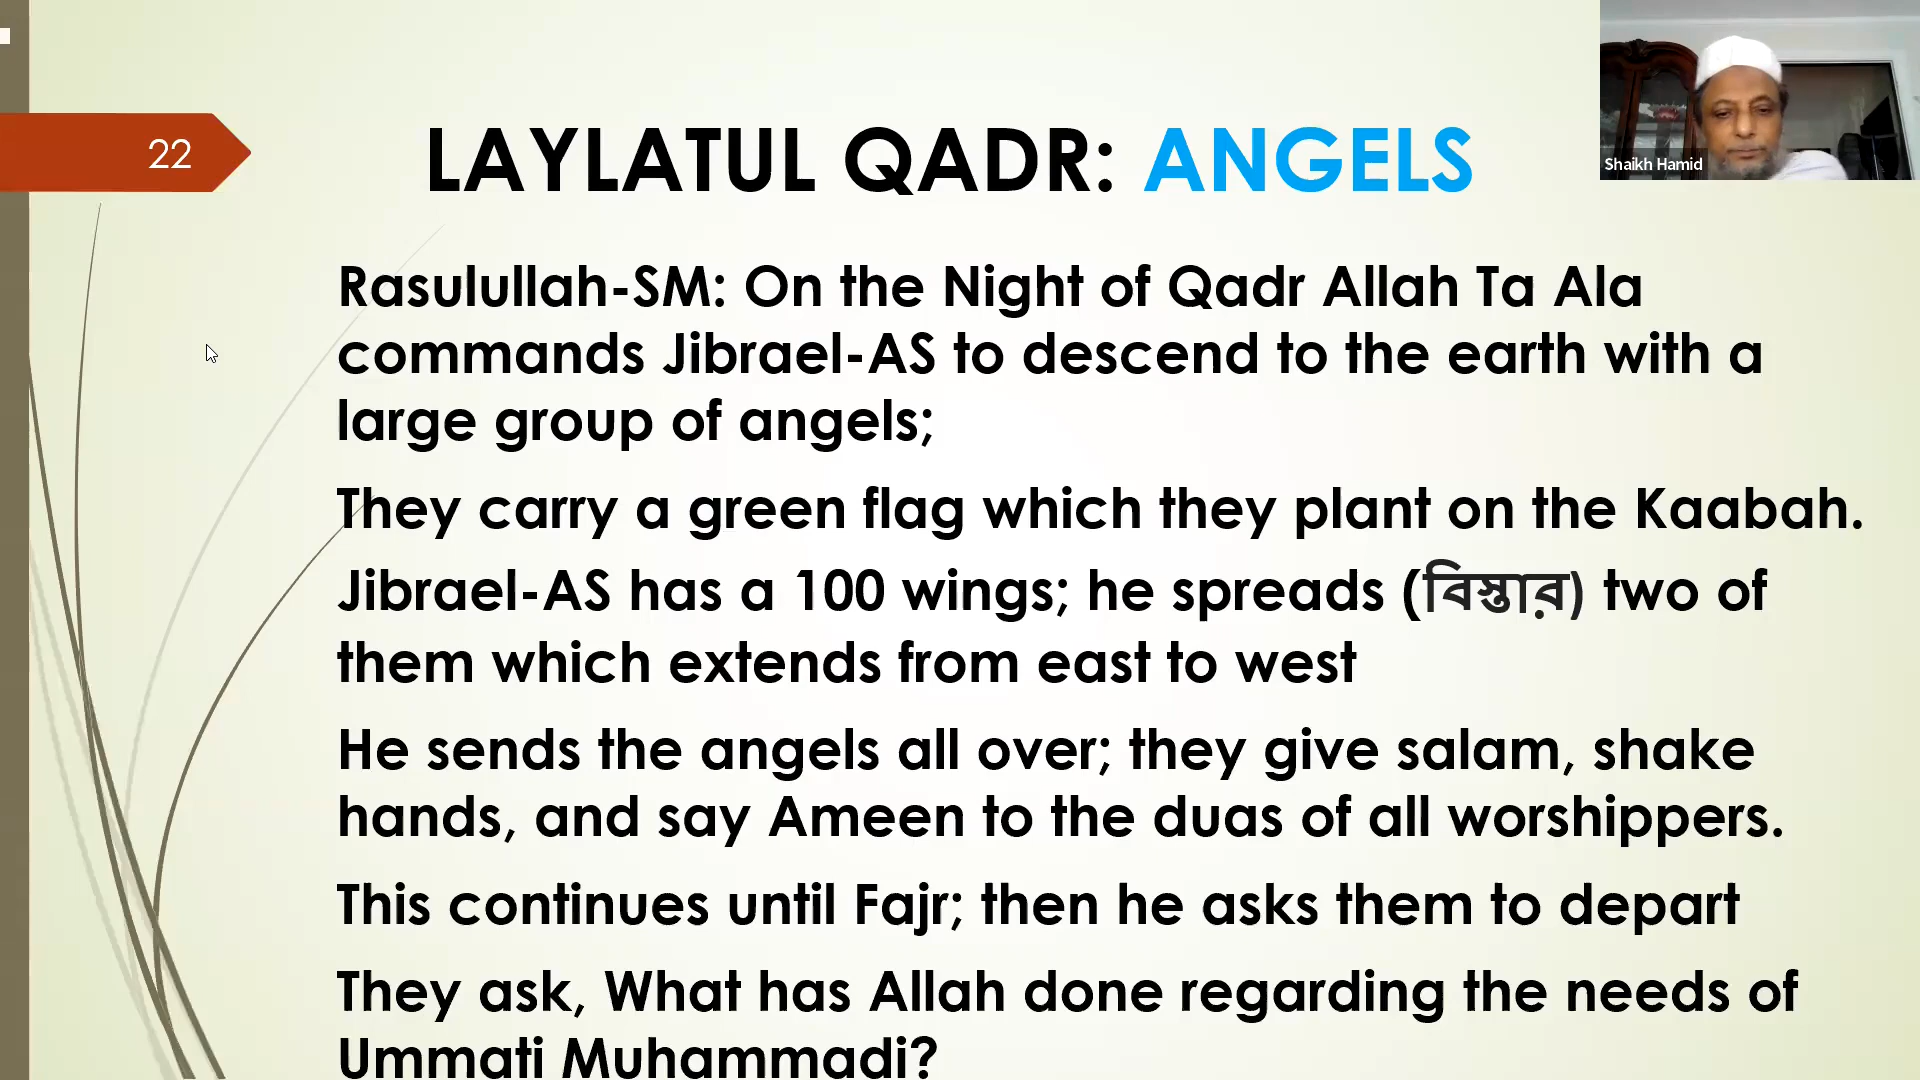 22
LAYLATUL QADR: ANGELS
Shaikh Hamid
Rasulullah-SM: On the Night of Qadr Allah Ta Ala
commands Jibrael-AS to descend to the earth with a
large group of angels;
They carry a green flag which they plant on the Kaabah.
Jibrael-AS has a 100 wings; he spreads (বিস্তার) two of
them which extends from east to west
He sends the angels all over; they give salam, shake
hands, and say Ameen to the duas of all worshippers.
This continues until Fajr; then he asks them to depart
They ask, What has Allah done regarding the needs of
Ummati Muhammadi?